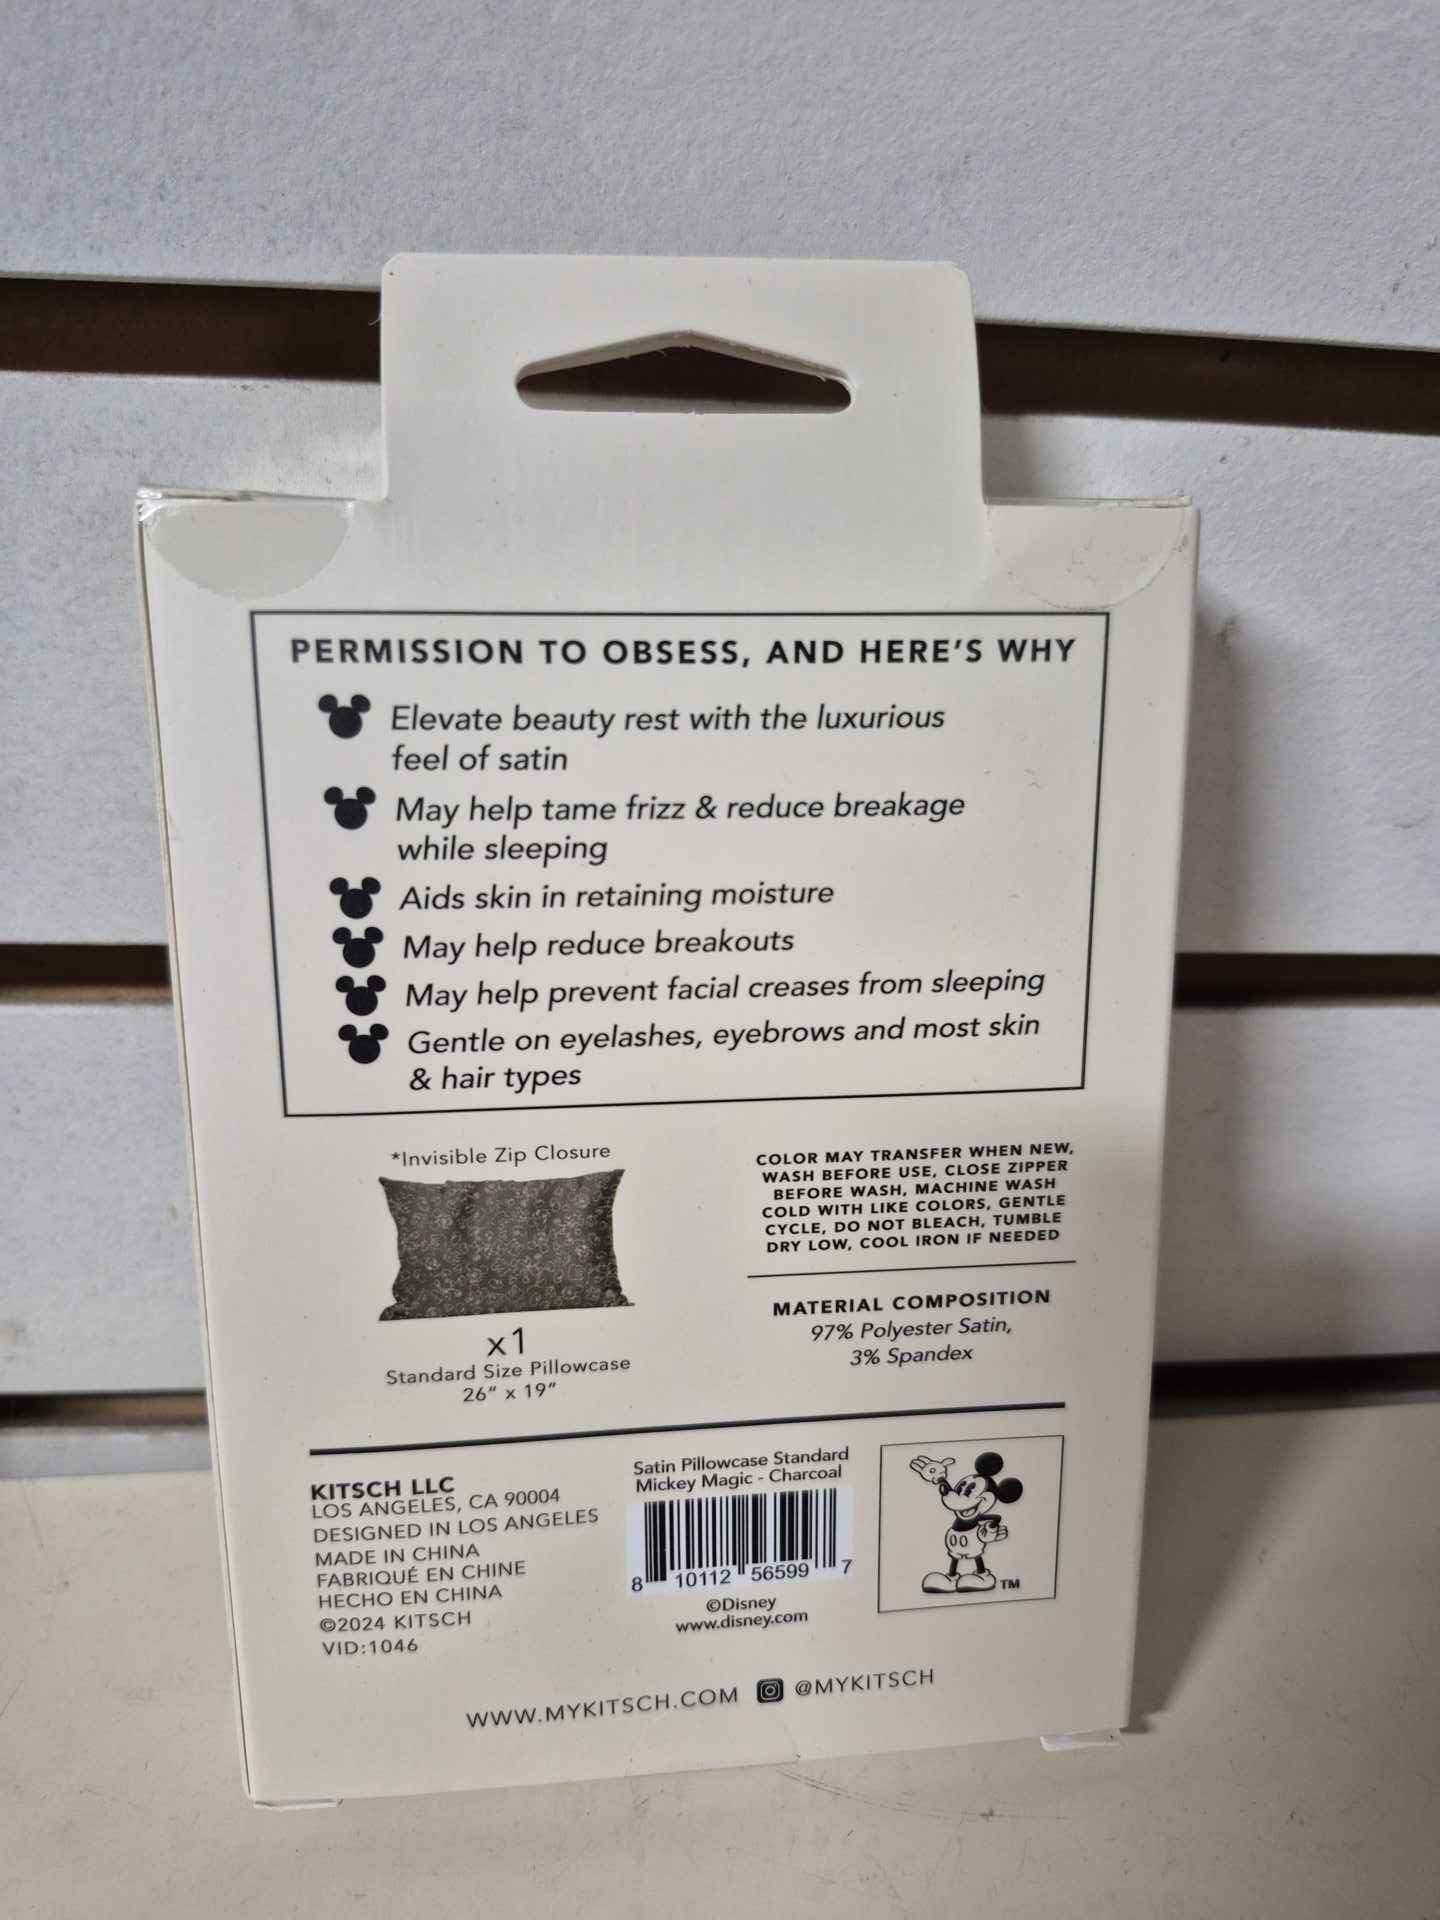 PERMISSION TO OBSESS, AND HERE'S WHY
Elevate beauty rest with the luxurious
feel of satin
May help tame frizz & reduce breakage
while sleeping
Aids skin in retaining moisture
May help reduce breakouts
May help prevent facial creases from sleeping
Gentle on eyelashes, eyebrows and most skin
& hair types
*Invisible Zip Closure
x1
Standard Size Pillowcase
26" x 19"
COLOR MAY TRANSFER WHEN NEW,
WASH BEFORE USE, CLOSE ZIPPER
BEFORE WASH, MACHINE WASH
COLD WITH LIKE COLORS, GENTLE
CYCLE, DO NOT BLEACH, TUMBLE
DRY LOW, COOL IRON IF NEEDED
MATERIAL COMPOSITION
97% Polyester Satin,
3% Spandex
KITSCH LLC
LOS ANGELES, CA 90004
DESIGNED IN LOS ANGELES
MADE IN CHINA
FABRIQUÉ EN CHINE
HECHO EN CHINA
©2024 KITSCH
VID:1046
Satin Pillowcase Standard
Mickey Magic - Charcoal
8 10112 56599 7
©Disney
www.disney.com
TM
WWW.MYKITSCH.COM @MYKITSCH